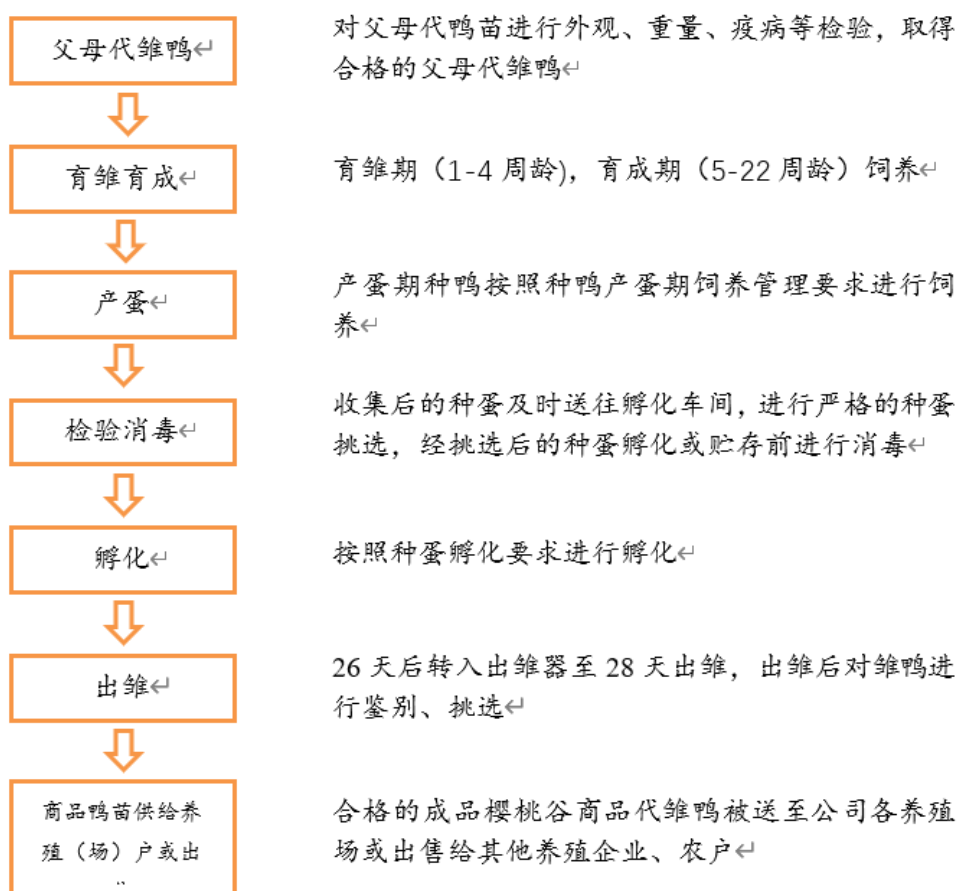 父母代雏鸭↵
对父母代鸭苗进行外观、重量、疫病等检验，取得
合格的父母代雏鸭↵
育雏育成↵
育雏期（1-4 周龄)，育成期（5-22 周龄）饲养↵
产蛋↵
产蛋期种鸭按照种鸭产蛋期饲养管理要求进行饲
养↵
检验消毒↵
收集后的种蛋及时送往孵化车间，进行严格的种蛋
挑选，经挑选后的种蛋孵化或贮存前进行消毒↵
孵化↵
按照种蛋孵化要求进行孵化↵
出雏↵
26 天后转入出雏器至 28 天出雏，出雏后对雏鸭进
行鉴别、挑选↵
商品鸭苗供给养
殖（场）户或出
合格的成品樱桃谷商品代雏鸭被送至公司各养殖
场或出售给其他养殖企业、农户↵